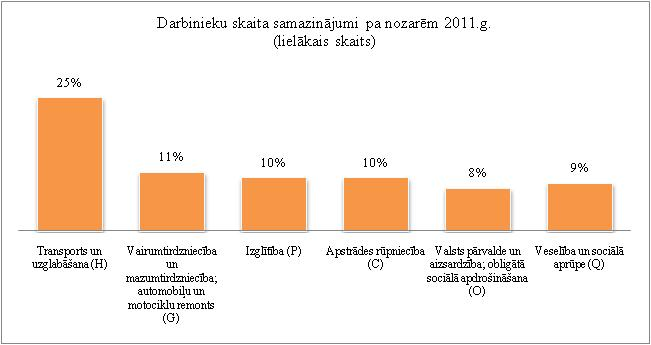 Darbinieku skaita samazinājumi pa nozarēm 2011.g.
(lielākais skaits)
25%
11%
10%
10%
8%
9%
Transports un
uzglabāšana (H)
Vairumtirdzniecība
un
mazumtirdzniecība;
automobiļu un
motociklu remonts
(G)
Izglītība (P)
Apstrādes rūpniecība
(C)
Valsts pārvalde un
aizsardzība; obligātā
sociālā apdrošināšana
(O)
Veselība un sociālā
aprūpe (Q)